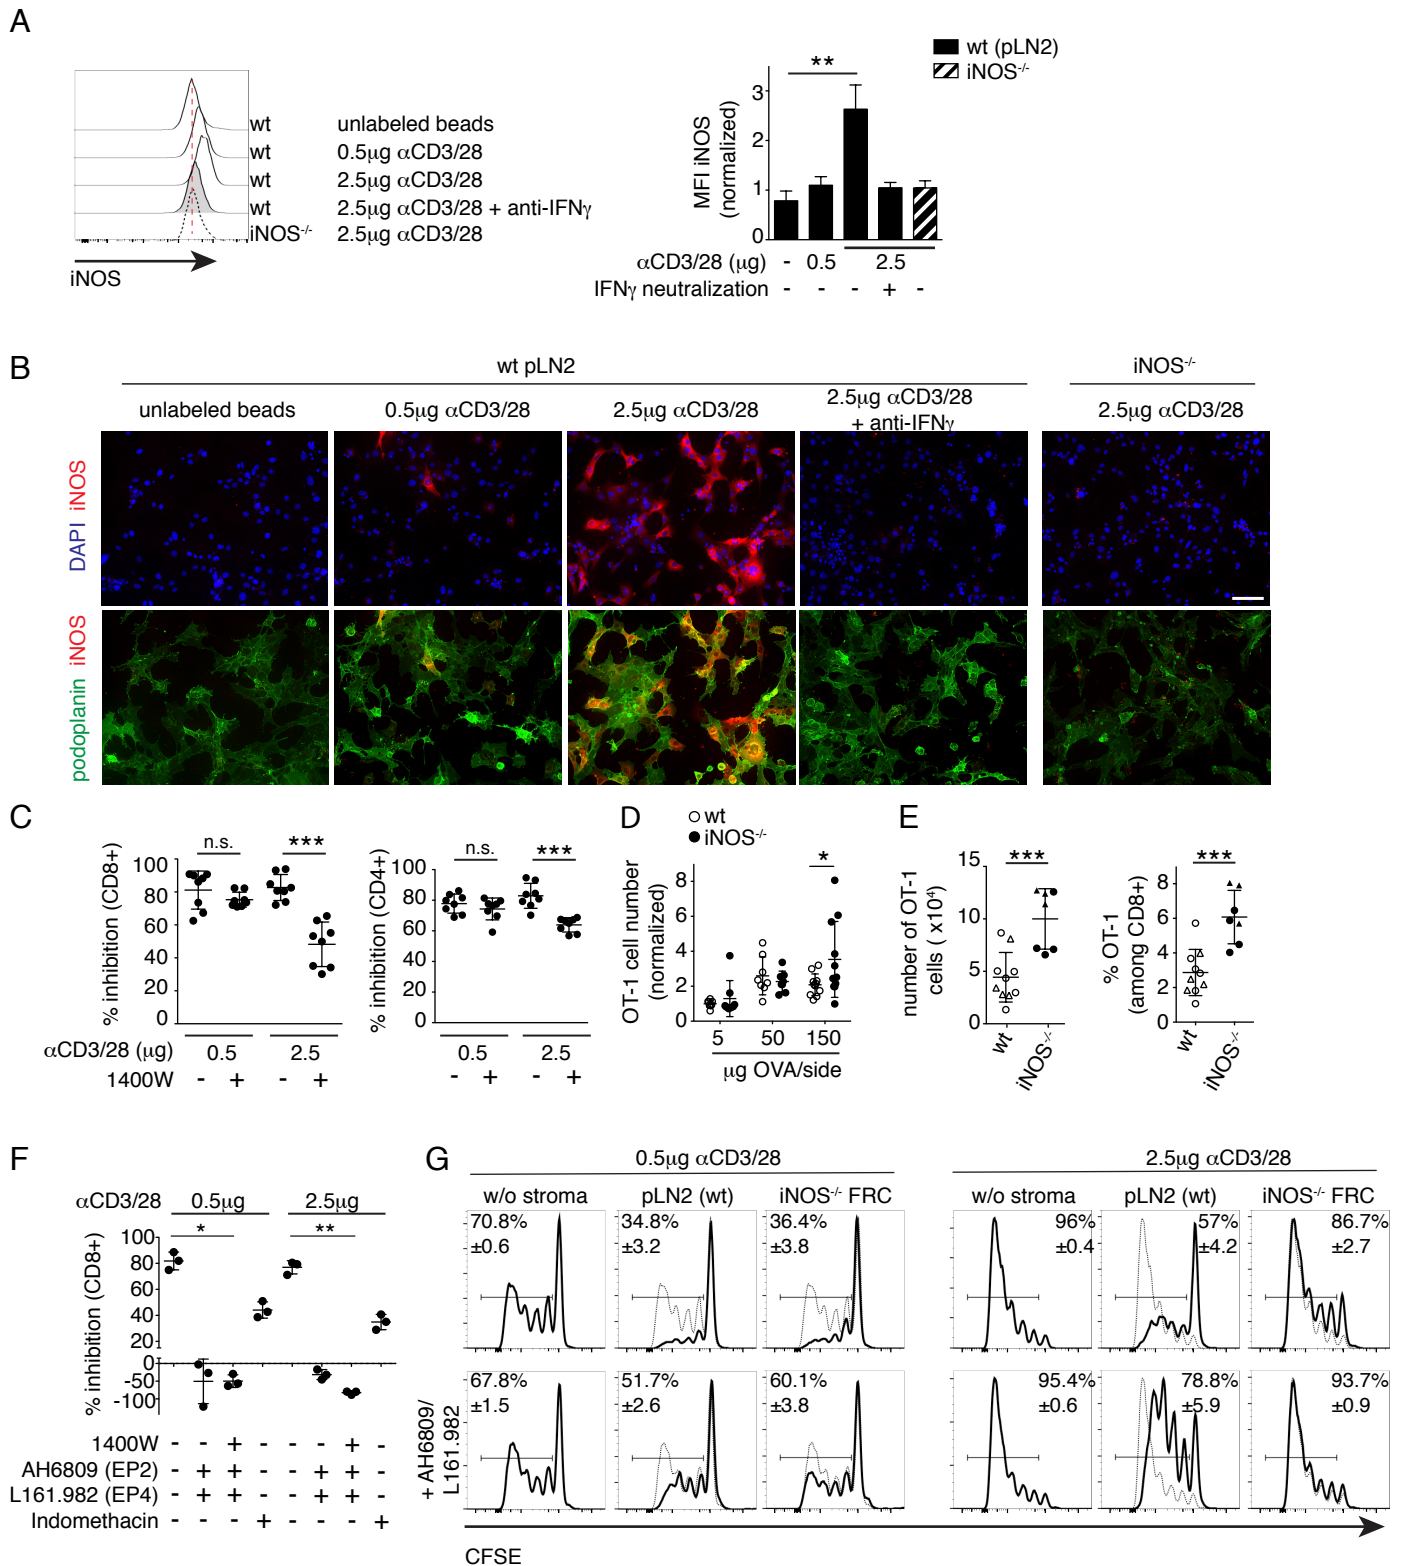 A
wt unlabeled beads
wt 0.5µg αCD3/28
wt 2.5µg αCD3/28
wt 2.5µg αCD3/28 + anti-IFNγ
iNOS-/- 2.5µg αCD3/28
iNOS
wt (pLN2)
iNOS-/-
**
MFI iNOS
(normalized)
3
2
1
0
αCD3/28 (µg) - 0.5 2.5
IFNγ neutralization - - - + -
B
wt pLN2 iNOS-/-
unlabeled beads 0.5µg αCD3/28 2.5µg αCD3/28 2.5µg αCD3/28 + anti-IFNγ 2.5µg αCD3/28
DAPI iNOS
podoplanin iNOS
C
% inhibition (CD8+)
n.s. ***
100
80
60
40
20
0
αCD3/28 (µg) 0.5 2.5
1400W - + - +
% inhibition (CD4+)
n.s. ***
100
80
60
40
20
0
0.5 2.5
- + - +
D
wt
iNOS-/-
OT-1 cell number
(normalized)
*
8
6
4
2
0
5 50 150
µg OVA/side
E
number of OT-1
cells ( x10⁴)
***
15
10
5
0
wt iNOS-/-
% OT-1
(among CD8+)
***
8
6
4
2
0
wt iNOS-/-
F
αCD3/28 0.5µg 2.5µg
* **
% inhibition (CD8+)
100
80
60
40
20
0
-50
-100
1400W - - + - - - + -
AH6809 (EP2) - + + - - + + -
L161.982 (EP4) - + + - - + + -
Indomethacin - - - + - - - +
G
0.5µg αCD3/28 2.5µg αCD3/28
w/o stroma pLN2 (wt) iNOS-/- FRC w/o stroma pLN2 (wt) iNOS-/- FRC
70.8% 34.8% 36.4% 96% 57% 86.7%
±0.6 ±3.2 ±3.8 ±0.4 ±4.2 ±2.7
+ AH6809/
L161.982
67.8% 51.7% 60.1% 95.4% 78.8% 93.7%
±1.5 ±2.6 ±3.8 ±0.6 ±5.9 ±0.9
CFSE